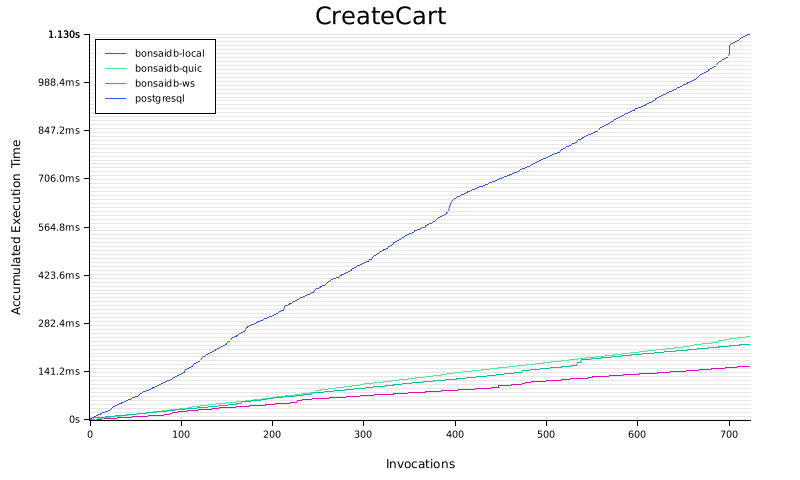 CreateCart
1.130s
bonsaidb-local
bonsaidb-quic
bonsaidb-ws
postgresql
988.4ms
847.2ms
706.0ms
564.8ms
423.6ms
282.4ms
141.2ms
0s
Accumulated Execution Time
0 100 200 300 400 500 600 700
Invocations